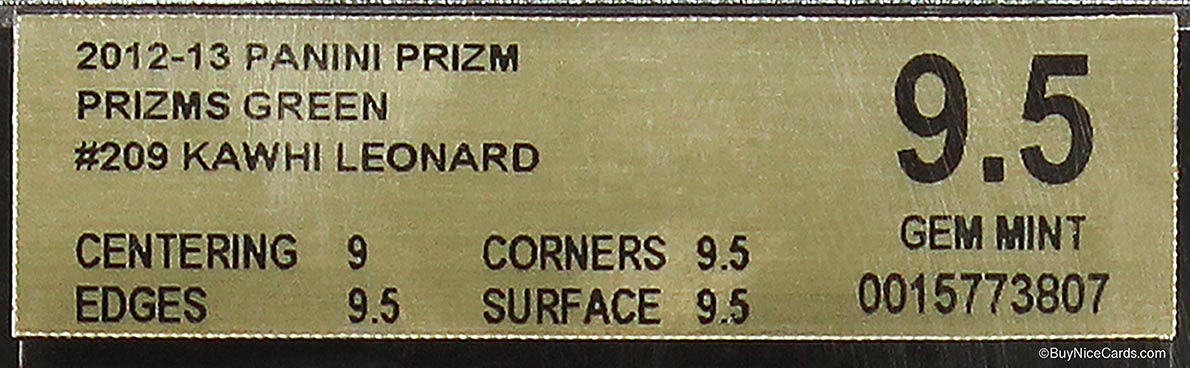 2012-13 PANINI PRIZM
PRIZMS GREEN
#209 KAWHI LEONARD
9.5
GEM MINT
0015773807
CENTERING 9 CORNERS 9.5
EDGES 9.5 SURFACE 9.5
©BuyNiceCards.com